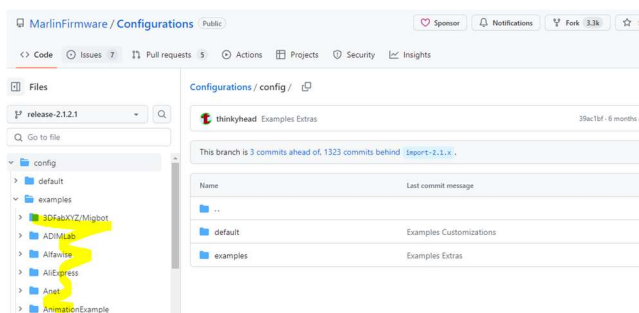 MarlinFirmware / Configurations Public
Sponsor Notifications Fork 3.3k
Code Issues 7 Pull requests 5 Actions Projects Security Insights
Files
release-2.1.2.1
Go to file
config
default
examples
3DFabXYZ/Migbot
ADIMLab
Alfawise
AliExpress
Anet
AnimationExample
Configurations / config /
thinkyhead Examples Extras 39ac1bf · 6 months
This branch is 3 commits ahead of, 1323 commits behind import-2.1.x .
Name Last commit message
..
default Examples Customizations
examples Examples Extras